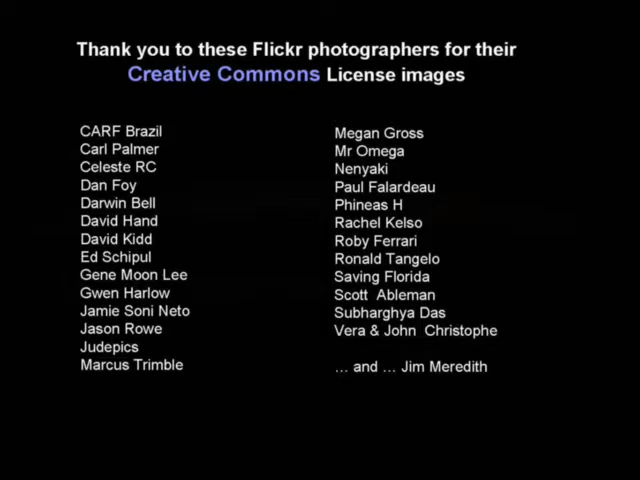 Thank you to these Flickr photographers for their
Creative Commons License images
CARF Brazil
Carl Palmer
Celeste RC
Dan Foy
Darwin Bell
David Hand
David Kidd
Ed Schipul
Gene Moon Lee
Gwen Harlow
Jamie Soni Neto
Jason Rowe
Judepics
Marcus Trimble
Megan Gross
Mr Omega
Nenyaki
Paul Falardeau
Phineas H
Rachel Kelso
Roby Ferrari
Ronald Tangelo
Saving Florida
Scott Ableman
Subharghya Das
Vera & John Christophe
… and … Jim Meredith